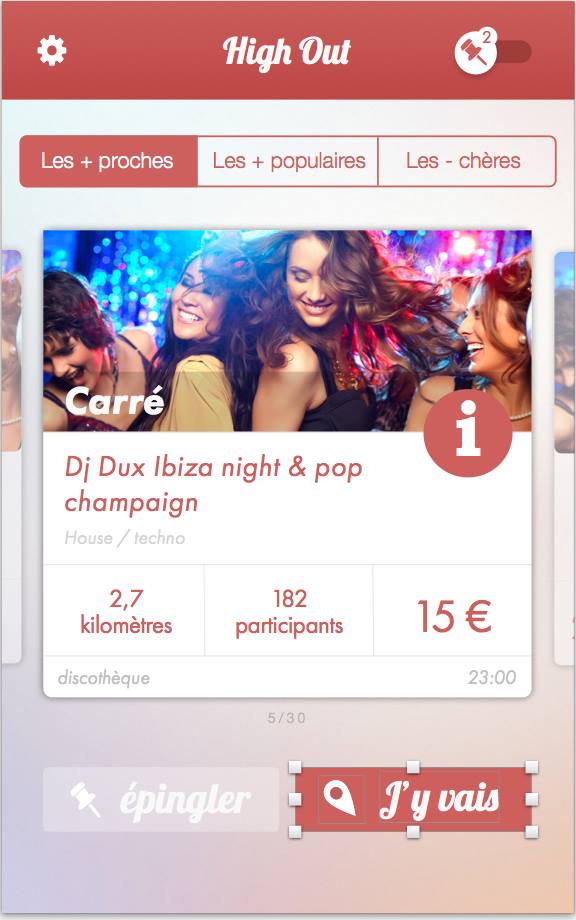 High Out
2
Les + proches
Les + populaires
Les - chères
Carré
i
Dj Dux Ibiza night & pop
champaign
House / techno
2,7
kilomètres
182
participants
15 €
discothèque
23:00
5/30
épingler
J'y vais